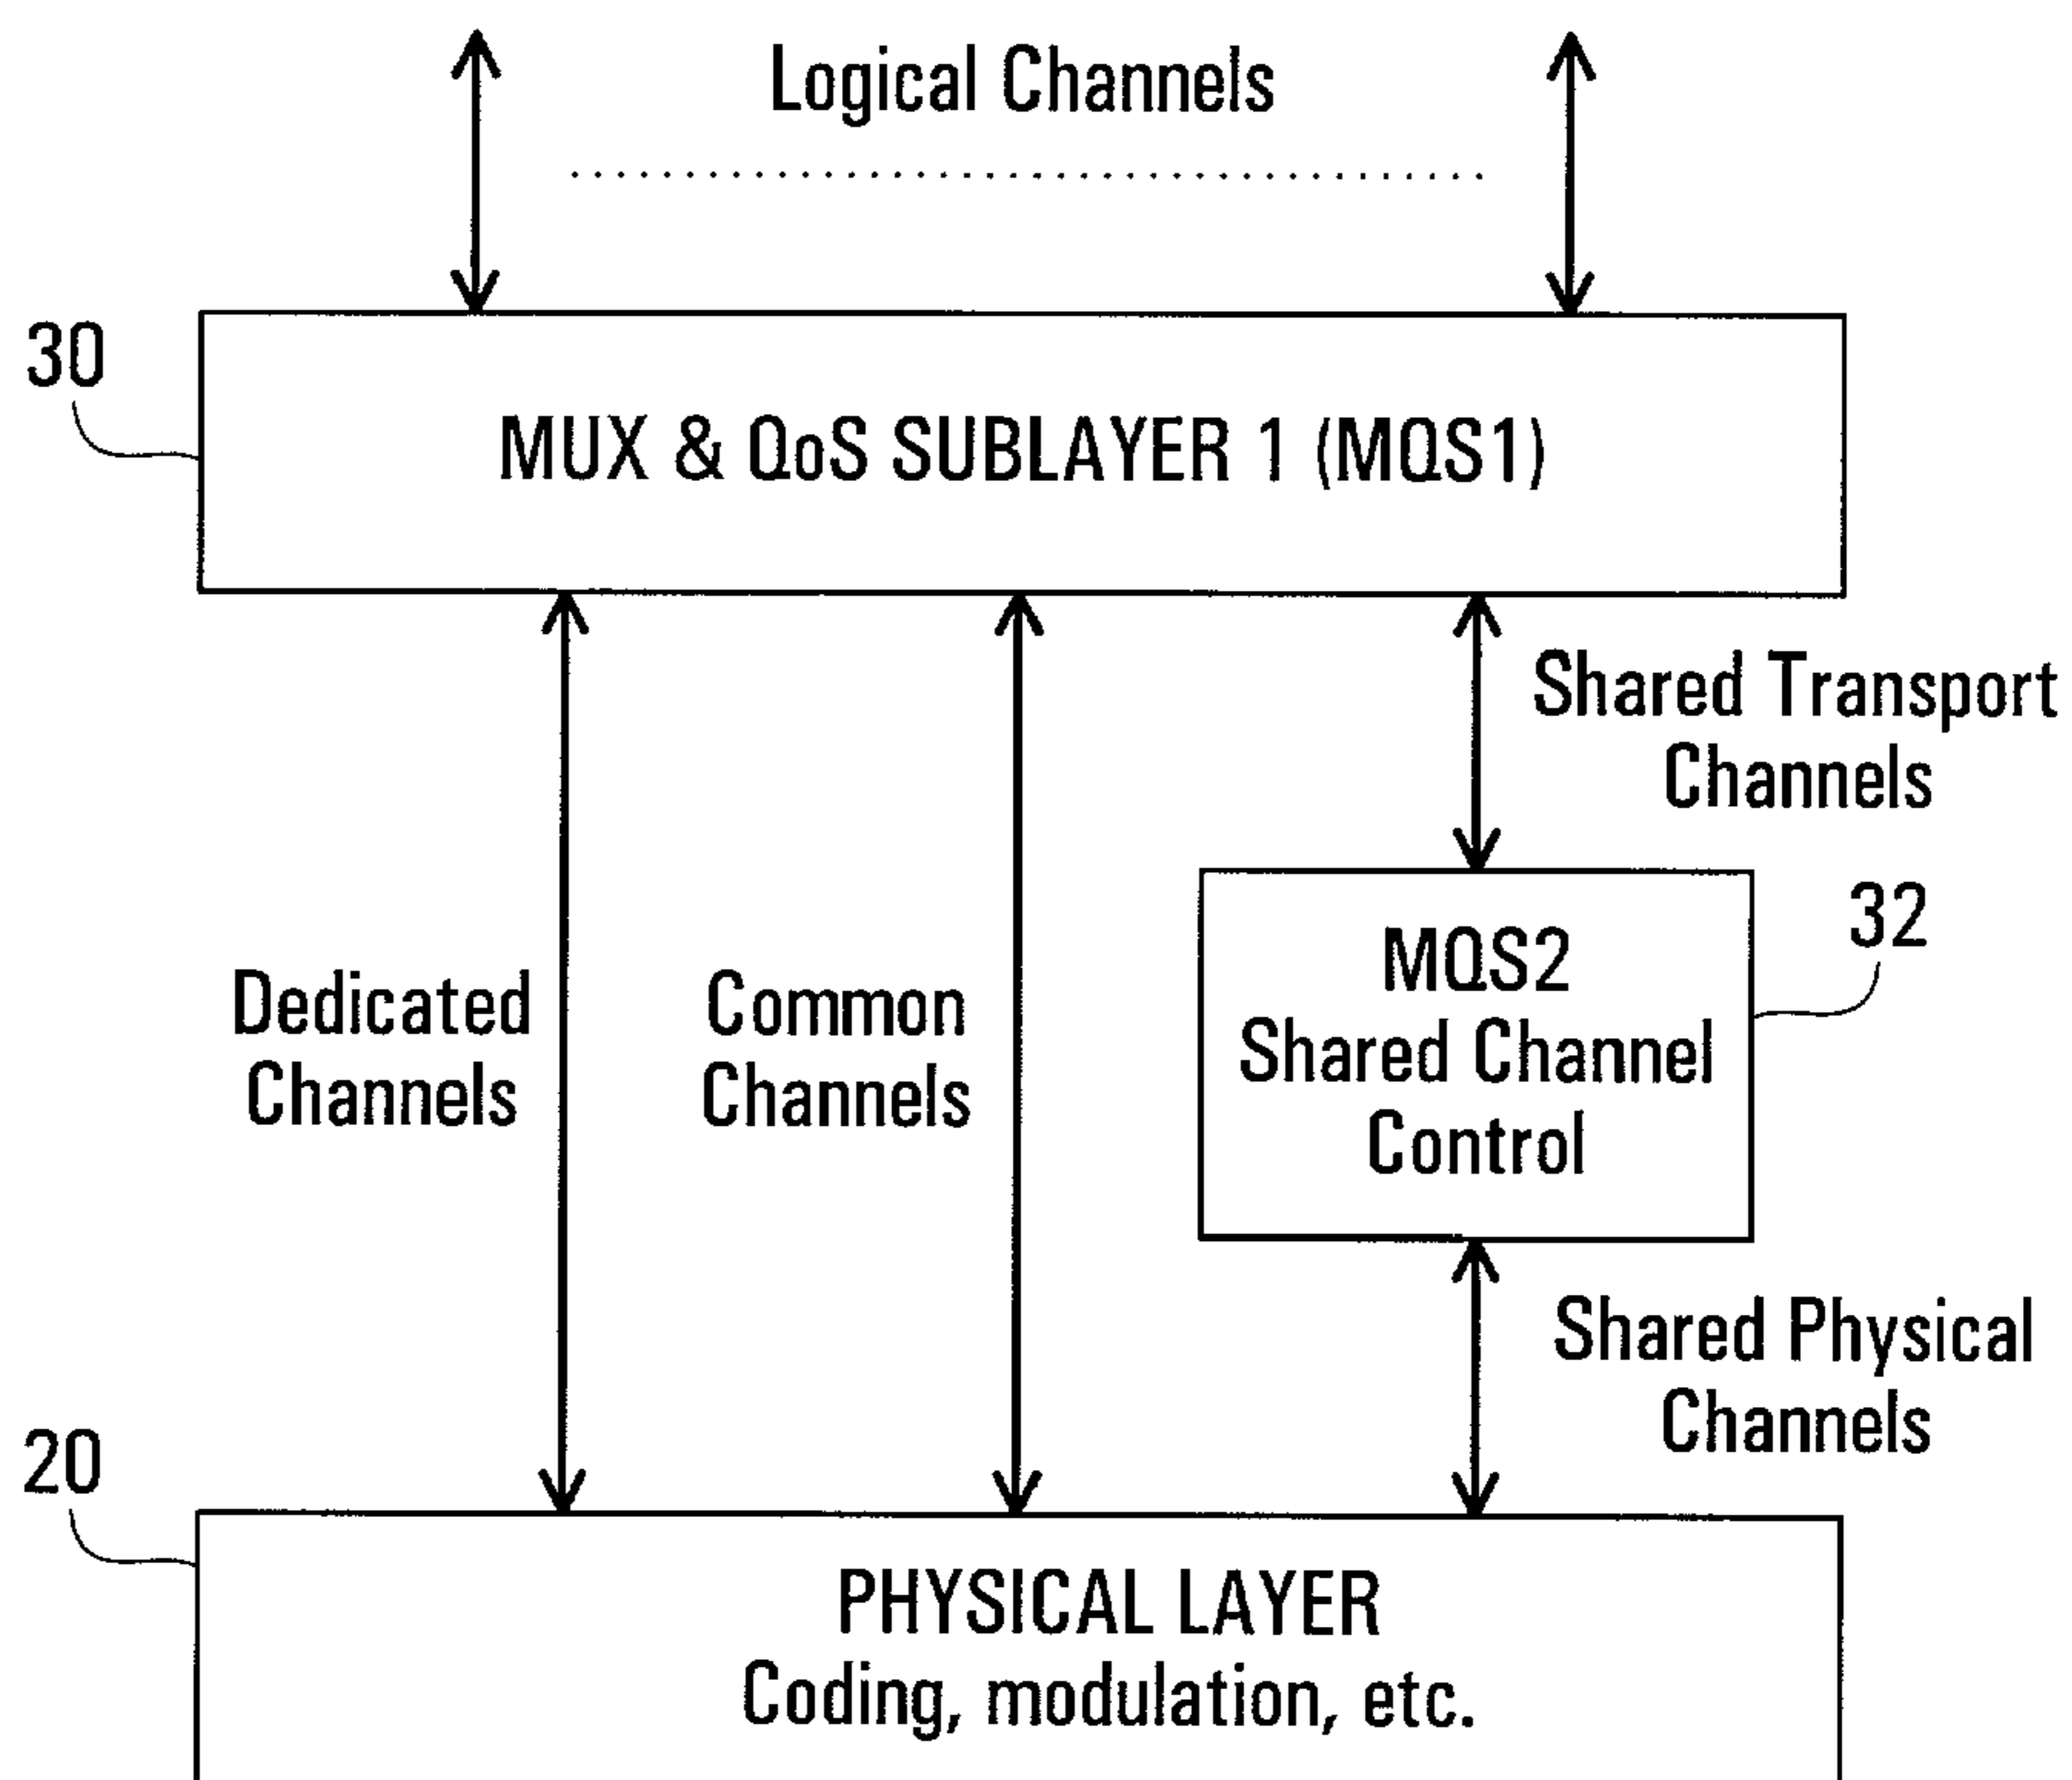 Logical Channels
30
MUX & QoS SUBLAYER 1 (MQS1)
Shared Transport
Channels
32
MQS2
Shared Channel
Control
Dedicated
Channels
Common
Channels
Shared Physical
Channels
20
PHYSICAL LAYER
Coding, modulation, etc.